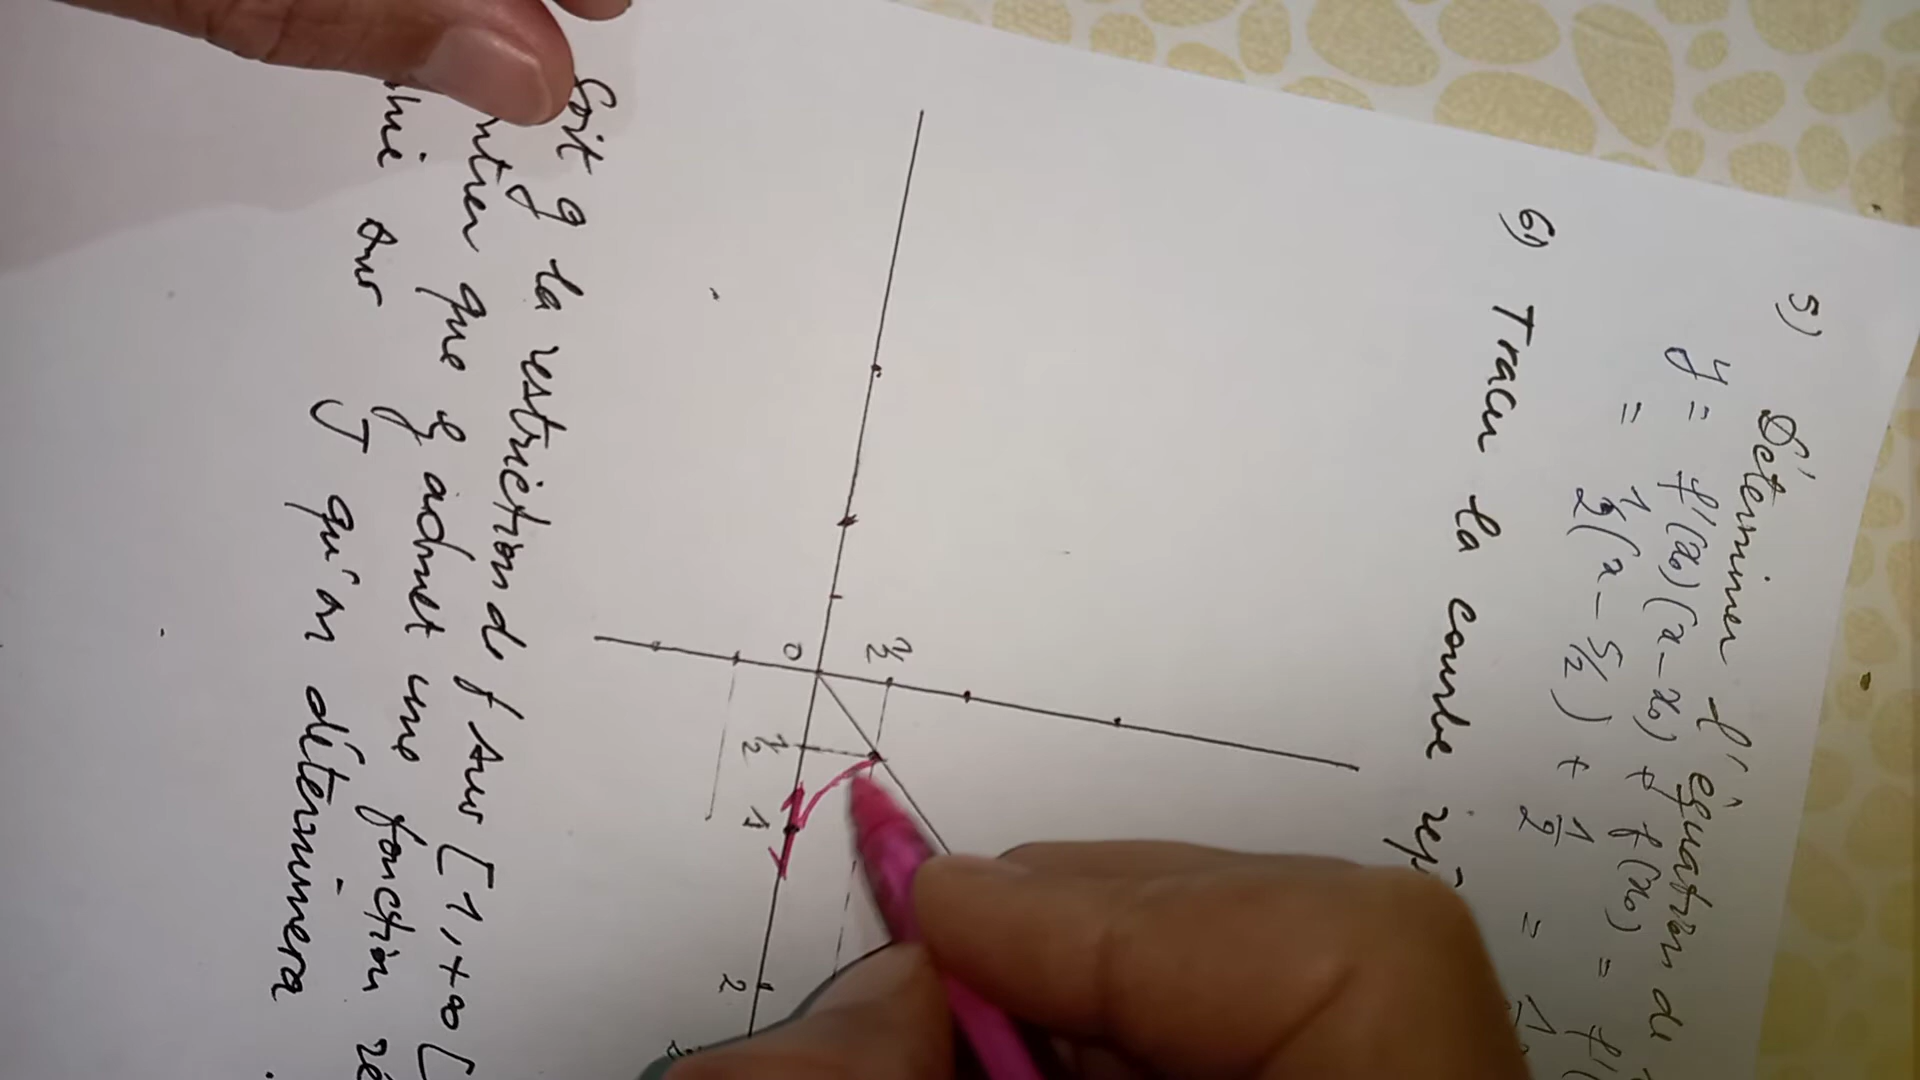 5) Déterminer l'équation de
y = f'(x₀)(x - x₀) + f(x₀) = f'(
= 1/2 (x - 5/2) + 1/2 = 1
6) Tracer la courbe
1/2
0
1/2
1
2
Soit g la restriction de f sur [1, +∞[
que g admet une fonction
sur J qu'on déterminera